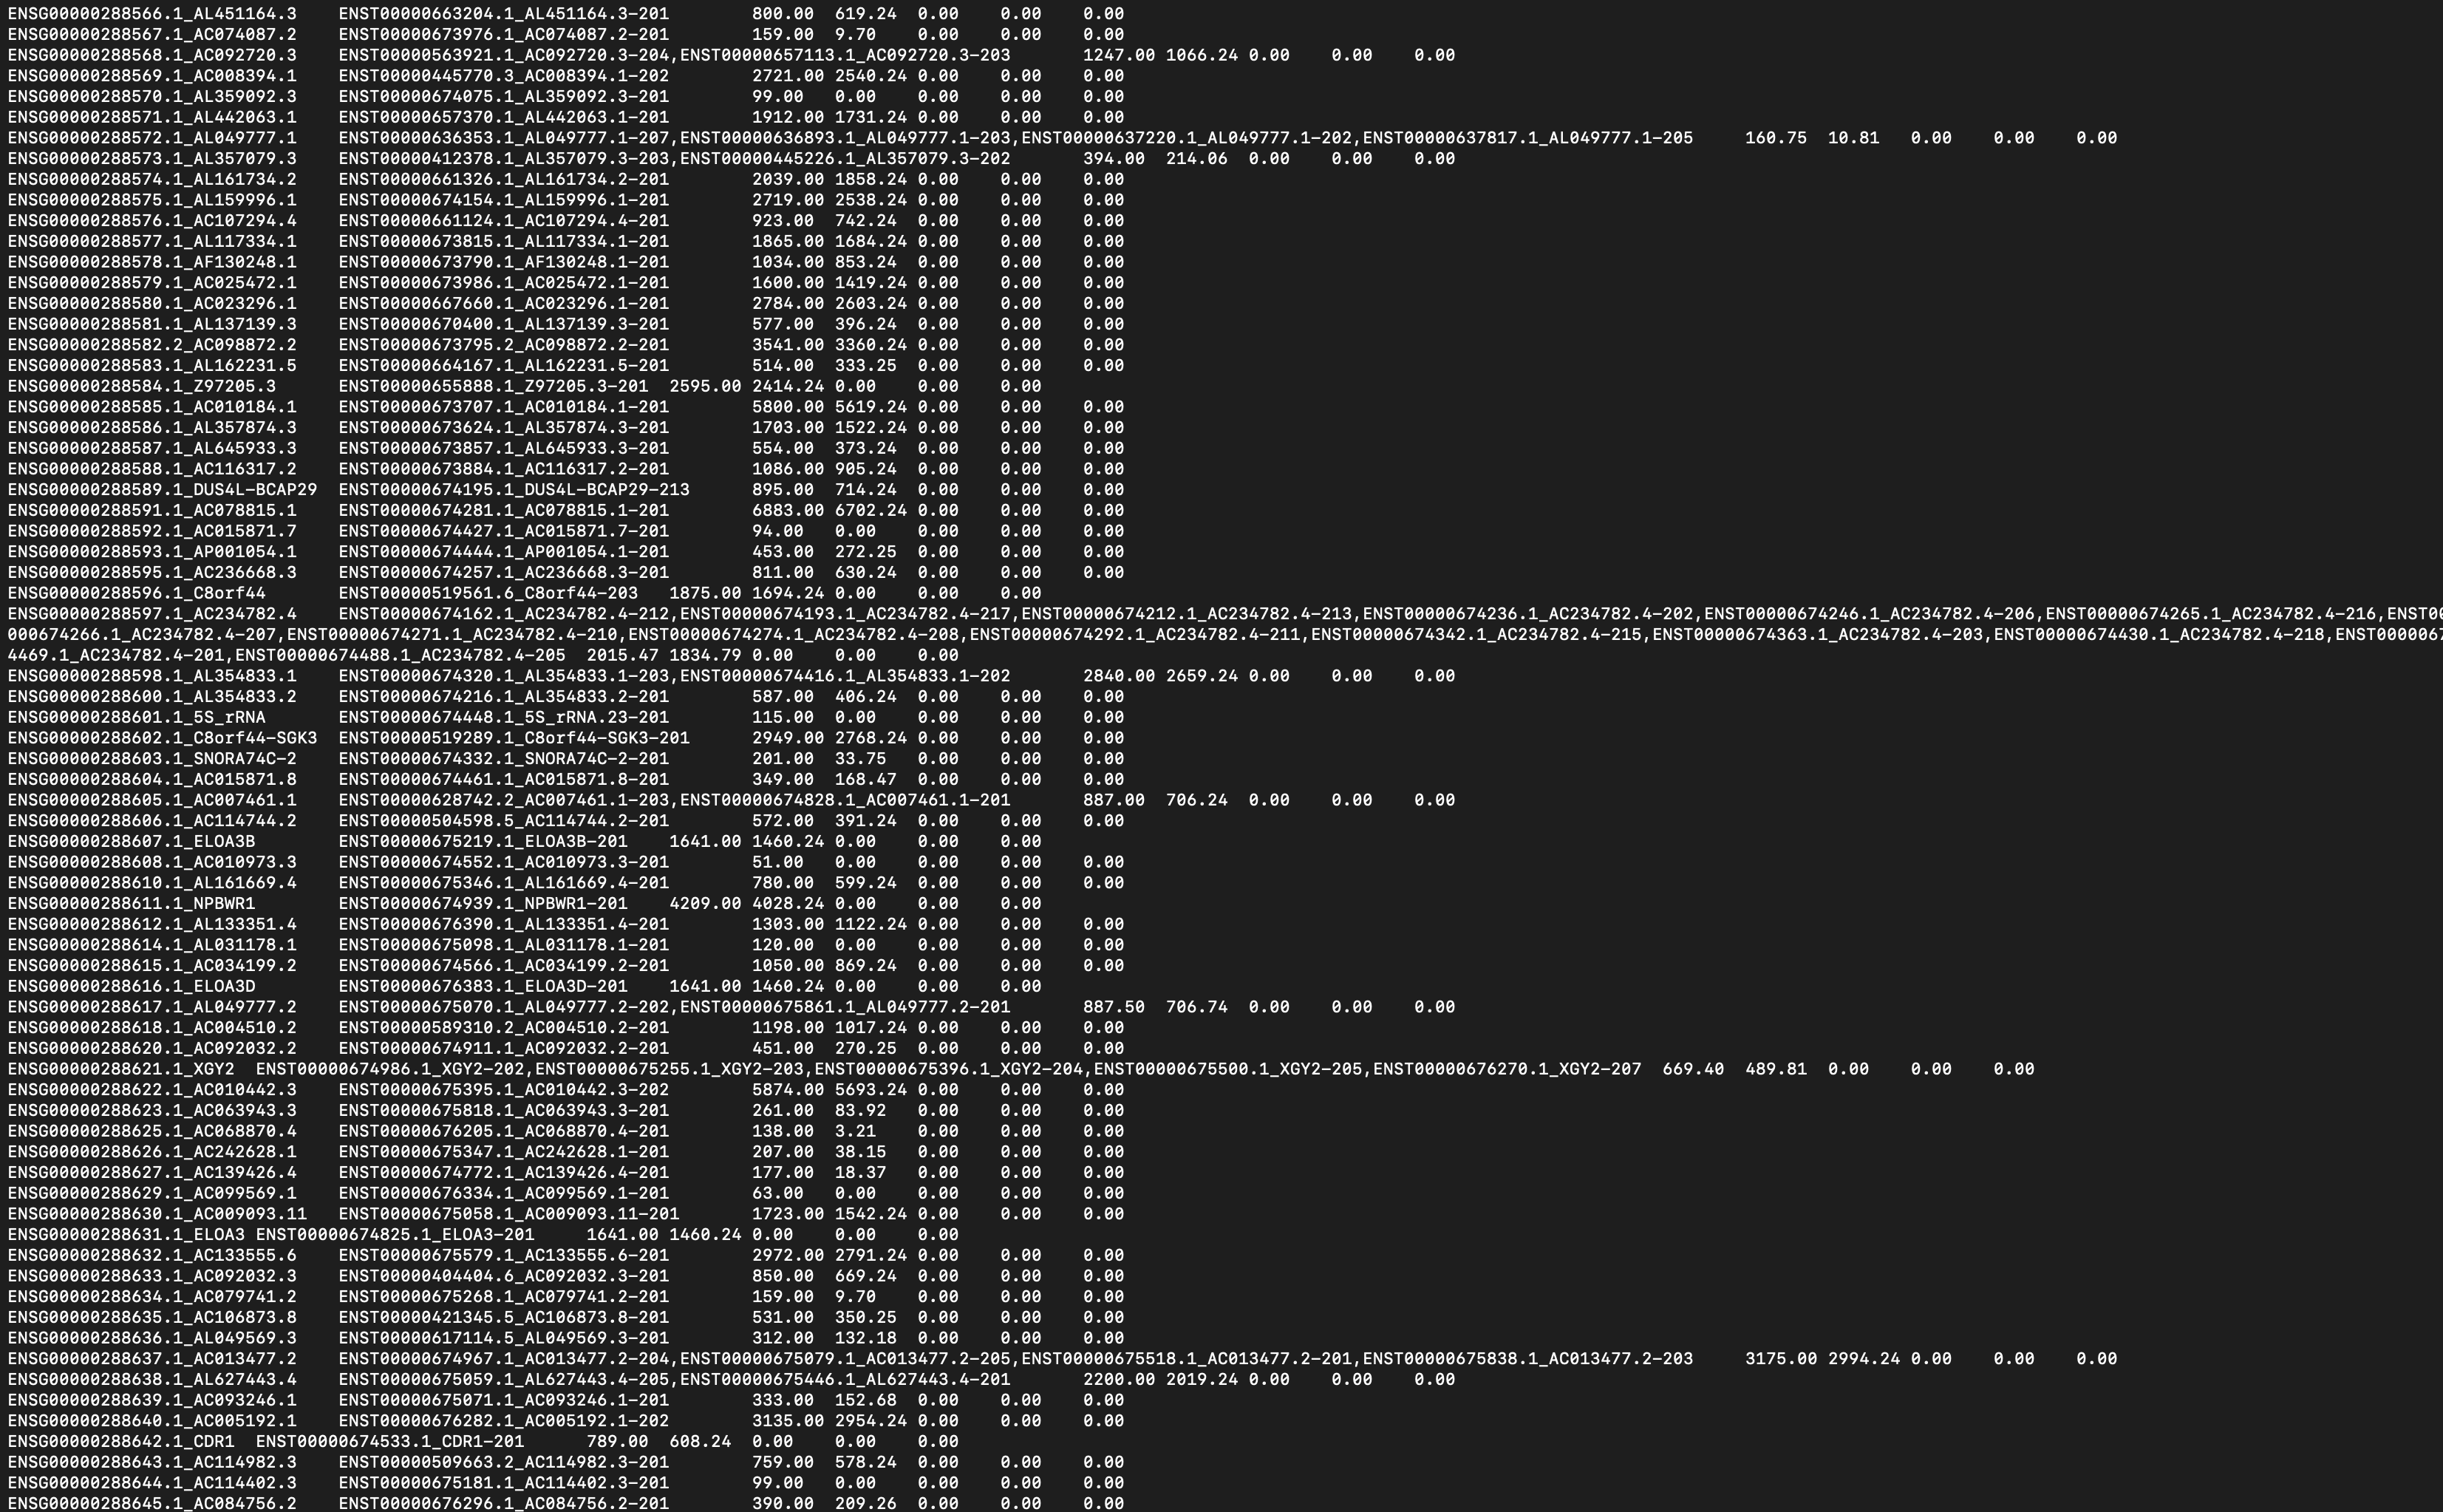 ENSG00000288566.1_AL451164.3 ENST00000663204.1_AL451164.3-201 800.00 619.24 0.00 0.00 0.00
ENSG00000288567.1_AC074087.2 ENST00000673976.1_AC074087.2-201 159.00 9.70 0.00 0.00 0.00
ENSG00000288568.1_AC092720.3 ENST00000563921.1_AC092720.3-204,ENST00000657113.1_AC092720.3-203 1247.00 1066.24 0.00 0.00 0.00
ENSG00000288569.1_AC008394.1 ENST00000445770.3_AC008394.1-202 2721.00 2540.24 0.00 0.00 0.00
ENSG00000288570.1_AL359092.3 ENST00000674075.1_AL359092.3-201 99.00 0.00 0.00 0.00 0.00
ENSG00000288571.1_AL442063.1 ENST00000657370.1_AL442063.1-201 1912.00 1731.24 0.00 0.00 0.00
ENSG00000288572.1_AL049777.1 ENST00000636353.1_AL049777.1-207,ENST00000636893.1_AL049777.1-203,ENST00000637220.1_AL049777.1-202,ENST00000637817.1_AL049777.1-205 160.75 10.81 0.00 0.00 0.00
ENSG00000288573.1_AL357079.3 ENST00000412378.1_AL357079.3-203,ENST00000445226.1_AL357079.3-202 394.00 214.06 0.00 0.00 0.00
ENSG00000288574.1_AL161734.2 ENST00000661326.1_AL161734.2-201 2039.00 1858.24 0.00 0.00 0.00
ENSG00000288575.1_AL159996.1 ENST00000674154.1_AL159996.1-201 2719.00 2538.24 0.00 0.00 0.00
ENSG00000288576.1_AC107294.4 ENST00000661124.1_AC107294.4-201 923.00 742.24 0.00 0.00 0.00
ENSG00000288577.1_AL117334.1 ENST00000673815.1_AL117334.1-201 1865.00 1684.24 0.00 0.00 0.00
ENSG00000288578.1_AF130248.1 ENST00000673790.1_AF130248.1-201 1034.00 853.24 0.00 0.00 0.00
ENSG00000288579.1_AC025472.1 ENST00000673986.1_AC025472.1-201 1600.00 1419.24 0.00 0.00 0.00
ENSG00000288580.1_AC023296.1 ENST00000667660.1_AC023296.1-201 2784.00 2603.24 0.00 0.00 0.00
ENSG00000288581.1_AL137139.3 ENST00000670400.1_AL137139.3-201 577.00 396.24 0.00 0.00 0.00
ENSG00000288582.2_AC098872.2 ENST00000673795.2_AC098872.2-201 3541.00 3360.24 0.00 0.00 0.00
ENSG00000288583.1_AL162231.5 ENST00000664167.1_AL162231.5-201 514.00 333.25 0.00 0.00 0.00
ENSG00000288584.1_Z97205.3 ENST00000655888.1_Z97205.3-201 2595.00 2414.24 0.00 0.00 0.00
ENSG00000288585.1_AC010184.1 ENST00000673707.1_AC010184.1-201 5800.00 5619.24 0.00 0.00 0.00
ENSG00000288586.1_AL357874.3 ENST00000673624.1_AL357874.3-201 1703.00 1522.24 0.00 0.00 0.00
ENSG00000288587.1_AL645933.3 ENST00000673857.1_AL645933.3-201 554.00 373.24 0.00 0.00 0.00
ENSG00000288588.1_AC116317.2 ENST00000673884.1_AC116317.2-201 1086.00 905.24 0.00 0.00 0.00
ENSG00000288589.1_DUS4L-BCAP29 ENST00000674195.1_DUS4L-BCAP29-213 895.00 714.24 0.00 0.00 0.00
ENSG00000288591.1_AC078815.1 ENST00000674281.1_AC078815.1-201 6883.00 6702.24 0.00 0.00 0.00
ENSG00000288592.1_AC015871.7 ENST00000674427.1_AC015871.7-201 94.00 0.00 0.00 0.00 0.00
ENSG00000288593.1_AP001054.1 ENST00000674444.1_AP001054.1-201 453.00 272.25 0.00 0.00 0.00
ENSG00000288595.1_AC236668.3 ENST00000674257.1_AC236668.3-201 811.00 630.24 0.00 0.00 0.00
ENSG00000288596.1_C8orf44 ENST00000519561.6_C8orf44-203 1875.00 1694.24 0.00 0.00 0.00
ENSG00000288597.1_AC234782.4 ENST00000674162.1_AC234782.4-212,ENST00000674193.1_AC234782.4-217,ENST00000674212.1_AC234782.4-213,ENST00000674236.1_AC234782.4-202,ENST00000674246.1_AC234782.4-206,ENST00000674265.1_AC234782.4-216,ENST00
000674266.1_AC234782.4-207,ENST00000674271.1_AC234782.4-210,ENST00000674274.1_AC234782.4-208,ENST00000674292.1_AC234782.4-211,ENST00000674342.1_AC234782.4-215,ENST00000674363.1_AC234782.4-203,ENST00000674430.1_AC234782.4-218,ENST0000067
4469.1_AC234782.4-201,ENST00000674488.1_AC234782.4-205 2015.47 1834.79 0.00 0.00 0.00
ENSG00000288598.1_AL354833.1 ENST00000674320.1_AL354833.1-203,ENST00000674416.1_AL354833.1-202 2840.00 2659.24 0.00 0.00 0.00
ENSG00000288600.1_AL354833.2 ENST00000674216.1_AL354833.2-201 587.00 406.24 0.00 0.00 0.00
ENSG00000288601.1_5S_rRNA ENST00000674448.1_5S_rRNA.23-201 115.00 0.00 0.00 0.00 0.00
ENSG00000288602.1_C8orf44-SGK3 ENST00000519289.1_C8orf44-SGK3-201 2949.00 2768.24 0.00 0.00 0.00
ENSG00000288603.1_SNORA74C-2 ENST00000674332.1_SNORA74C-2-201 201.00 33.75 0.00 0.00 0.00
ENSG00000288604.1_AC015871.8 ENST00000674461.1_AC015871.8-201 349.00 168.47 0.00 0.00 0.00
ENSG00000288605.1_AC007461.1 ENST00000628742.2_AC007461.1-203,ENST00000674828.1_AC007461.1-201 887.00 706.24 0.00 0.00 0.00
ENSG00000288606.1_AC114744.2 ENST00000504598.5_AC114744.2-201 572.00 391.24 0.00 0.00 0.00
ENSG00000288607.1_ELOA3B ENST00000675219.1_ELOA3B-201 1641.00 1460.24 0.00 0.00 0.00
ENSG00000288608.1_AC010973.3 ENST00000674552.1_AC010973.3-201 51.00 0.00 0.00 0.00 0.00
ENSG00000288610.1_AL161669.4 ENST00000675346.1_AL161669.4-201 780.00 599.24 0.00 0.00 0.00
ENSG00000288611.1_NPBWR1 ENST00000674939.1_NPBWR1-201 4209.00 4028.24 0.00 0.00 0.00
ENSG00000288612.1_AL133351.4 ENST00000676390.1_AL133351.4-201 1303.00 1122.24 0.00 0.00 0.00
ENSG00000288614.1_AL031178.1 ENST00000675098.1_AL031178.1-201 120.00 0.00 0.00 0.00 0.00
ENSG00000288615.1_AC034199.2 ENST00000674566.1_AC034199.2-201 1050.00 869.24 0.00 0.00 0.00
ENSG00000288616.1_ELOA3D ENST00000676383.1_ELOA3D-201 1641.00 1460.24 0.00 0.00 0.00
ENSG00000288617.1_AL049777.2 ENST00000675070.1_AL049777.2-202,ENST00000675861.1_AL049777.2-201 887.50 706.74 0.00 0.00 0.00
ENSG00000288618.1_AC004510.2 ENST00000589310.2_AC004510.2-201 1198.00 1017.24 0.00 0.00 0.00
ENSG00000288620.1_AC092032.2 ENST00000674911.1_AC092032.2-201 451.00 270.25 0.00 0.00 0.00
ENSG00000288621.1_XGY2 ENST00000674986.1_XGY2-202,ENST00000675255.1_XGY2-203,ENST00000675396.1_XGY2-204,ENST00000675500.1_XGY2-205,ENST00000676270.1_XGY2-207 669.40 489.81 0.00 0.00 0.00
ENSG00000288622.1_AC010442.3 ENST00000675395.1_AC010442.3-202 5874.00 5693.24 0.00 0.00 0.00
ENSG00000288623.1_AC063943.3 ENST00000675818.1_AC063943.3-201 261.00 83.92 0.00 0.00 0.00
ENSG00000288625.1_AC068870.4 ENST00000676205.1_AC068870.4-201 138.00 3.21 0.00 0.00 0.00
ENSG00000288626.1_AC242628.1 ENST00000675347.1_AC242628.1-201 207.00 38.15 0.00 0.00 0.00
ENSG00000288627.1_AC139426.4 ENST00000674772.1_AC139426.4-201 177.00 18.37 0.00 0.00 0.00
ENSG00000288629.1_AC099569.1 ENST00000676334.1_AC099569.1-201 63.00 0.00 0.00 0.00 0.00
ENSG00000288630.1_AC009093.11 ENST00000675058.1_AC009093.11-201 1723.00 1542.24 0.00 0.00 0.00
ENSG00000288631.1_ELOA3 ENST00000674825.1_ELOA3-201 1641.00 1460.24 0.00 0.00 0.00
ENSG00000288632.1_AC133555.6 ENST00000675579.1_AC133555.6-201 2972.00 2791.24 0.00 0.00 0.00
ENSG00000288633.1_AC092032.3 ENST00000404404.6_AC092032.3-201 850.00 669.24 0.00 0.00 0.00
ENSG00000288634.1_AC079741.2 ENST00000675268.1_AC079741.2-201 159.00 9.70 0.00 0.00 0.00
ENSG00000288635.1_AC106873.8 ENST00000421345.5_AC106873.8-201 531.00 350.25 0.00 0.00 0.00
ENSG00000288636.1_AL049569.3 ENST00000617114.5_AL049569.3-201 312.00 132.18 0.00 0.00 0.00
ENSG00000288637.1_AC013477.2 ENST00000674967.1_AC013477.2-204,ENST00000675079.1_AC013477.2-205,ENST00000675518.1_AC013477.2-201,ENST00000675838.1_AC013477.2-203 3175.00 2994.24 0.00 0.00 0.00
ENSG00000288638.1_AL627443.4 ENST00000675059.1_AL627443.4-205,ENST00000675446.1_AL627443.4-201 2200.00 2019.24 0.00 0.00 0.00
ENSG00000288639.1_AC093246.1 ENST00000675071.1_AC093246.1-201 333.00 152.68 0.00 0.00 0.00
ENSG00000288640.1_AC005192.1 ENST00000676282.1_AC005192.1-202 3135.00 2954.24 0.00 0.00 0.00
ENSG00000288642.1_CDR1 ENST00000674533.1_CDR1-201 789.00 608.24 0.00 0.00 0.00
ENSG00000288643.1_AC114982.3 ENST00000509663.2_AC114982.3-201 759.00 578.24 0.00 0.00 0.00
ENSG00000288644.1_AC114402.3 ENST00000675181.1_AC114402.3-201 99.00 0.00 0.00 0.00 0.00
ENSG00000288645.1_AC084756.2 ENST00000676296.1_AC084756.2-201 390.00 209.26 0.00 0.00 0.00